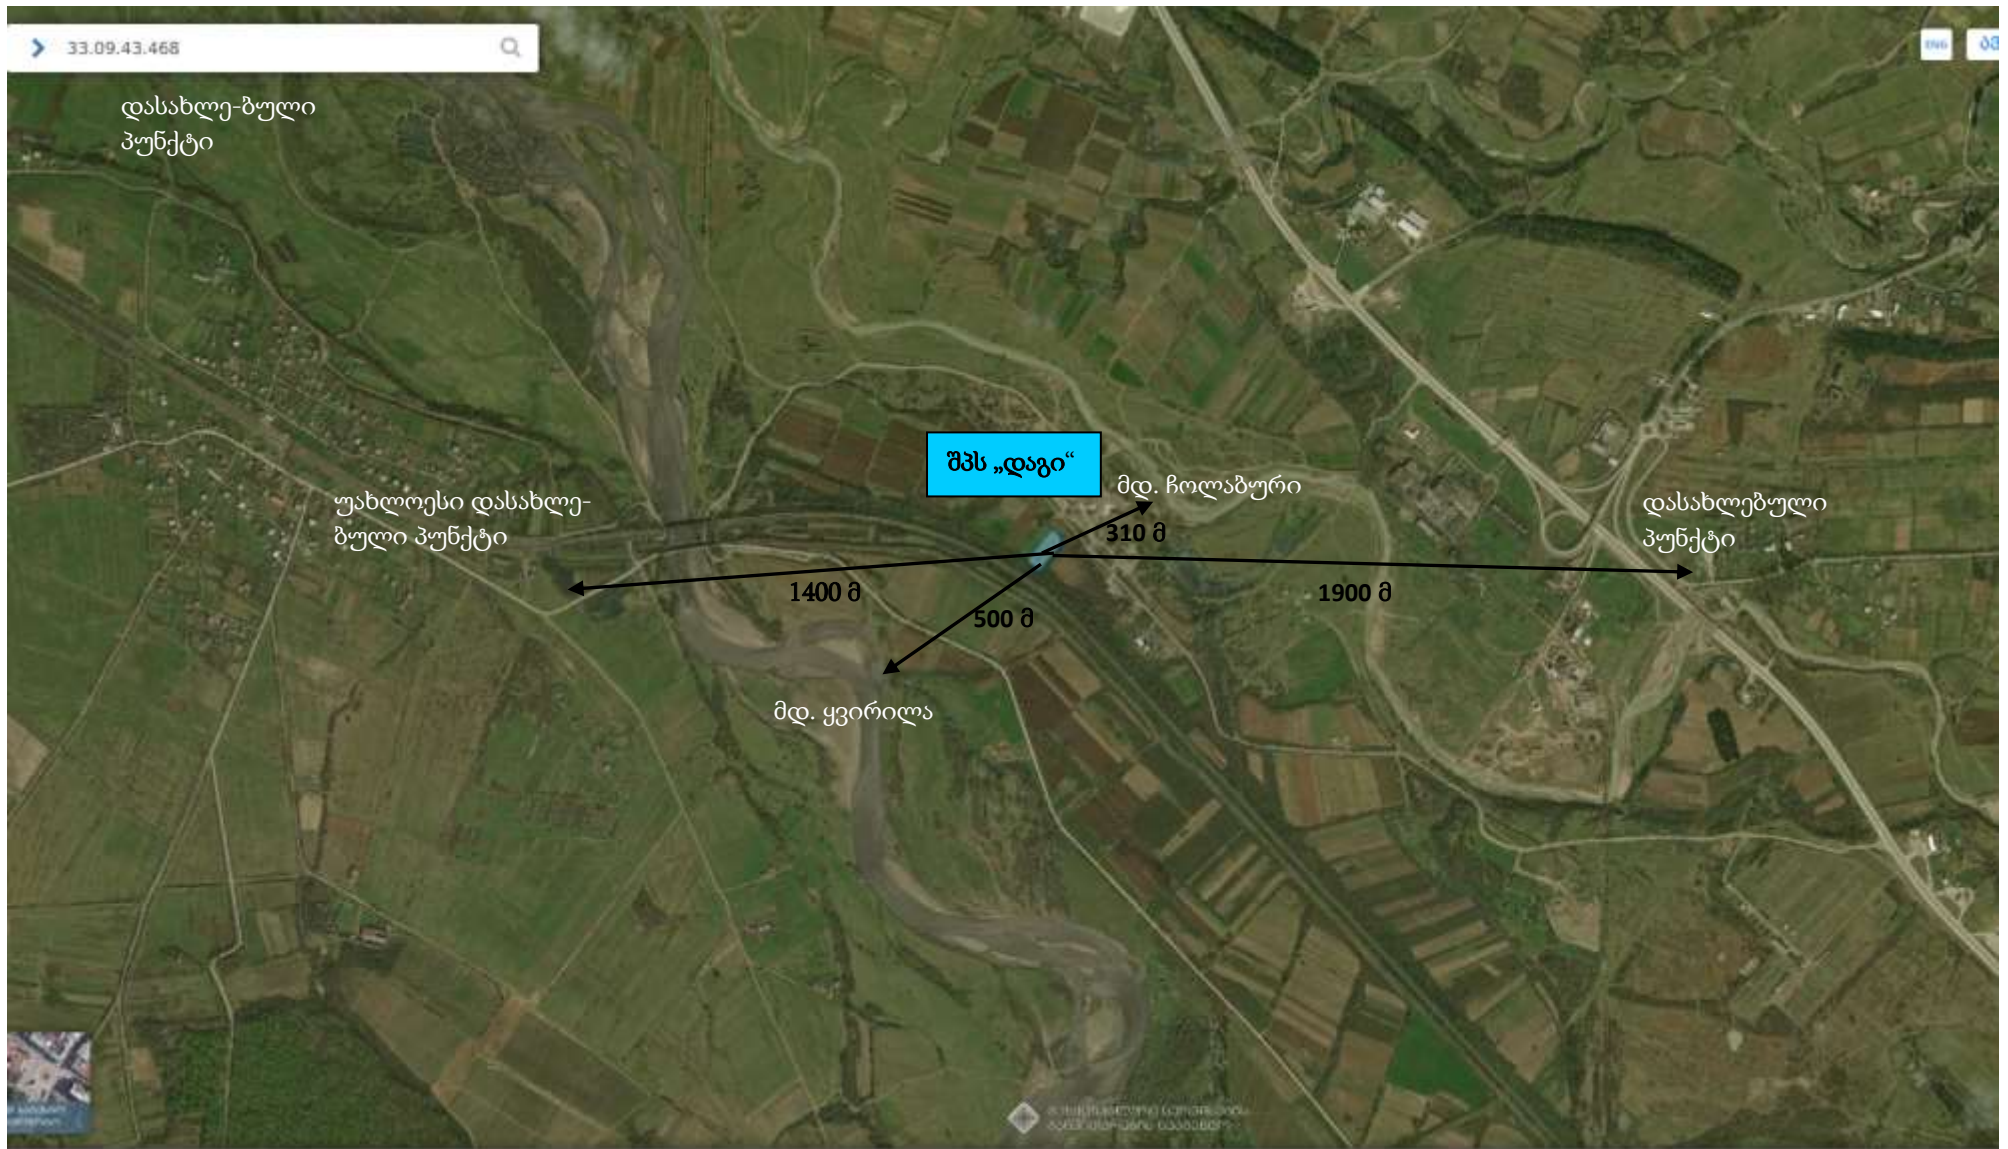 33.09.43.468
ENG
დასახლე-ბული
პუნქტი
შპს „დაგი“
მდ. ჩოლაბური
310 მ
უახლოესი დასახლე-
ბული პუნქტი
დასახლებული
პუნქტი
1400 მ
1900 მ
500 მ
მდ. ყვირილა